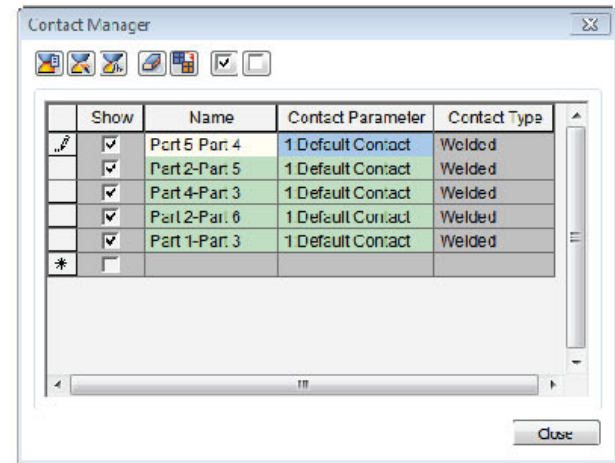 Contact Manager
Show Name Contact Parameter Contact Type
Part 5-Part 4 1:Default Contact Welded
Part 2-Part 5 1:Default Contact Welded
Part 4-Part 3 1:Default Contact Welded
Part 2-Part 6 1:Default Contact Welded
Part 1-Part 3 1:Default Contact Welded
*
Close